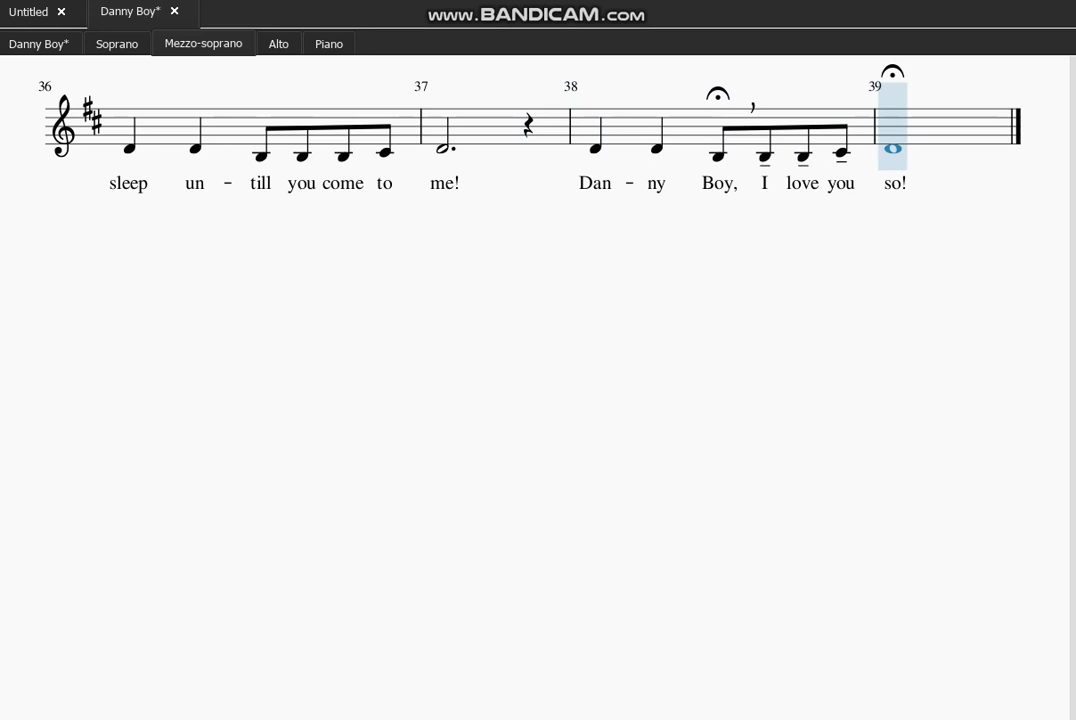 Untitled ×
Danny Boy* ×
www.BANDICAM.com
Danny Boy* Soprano Mezzo-soprano Alto Piano
36 37 38 39
sleep un - till you come to me! Dan - ny Boy, I love you so!